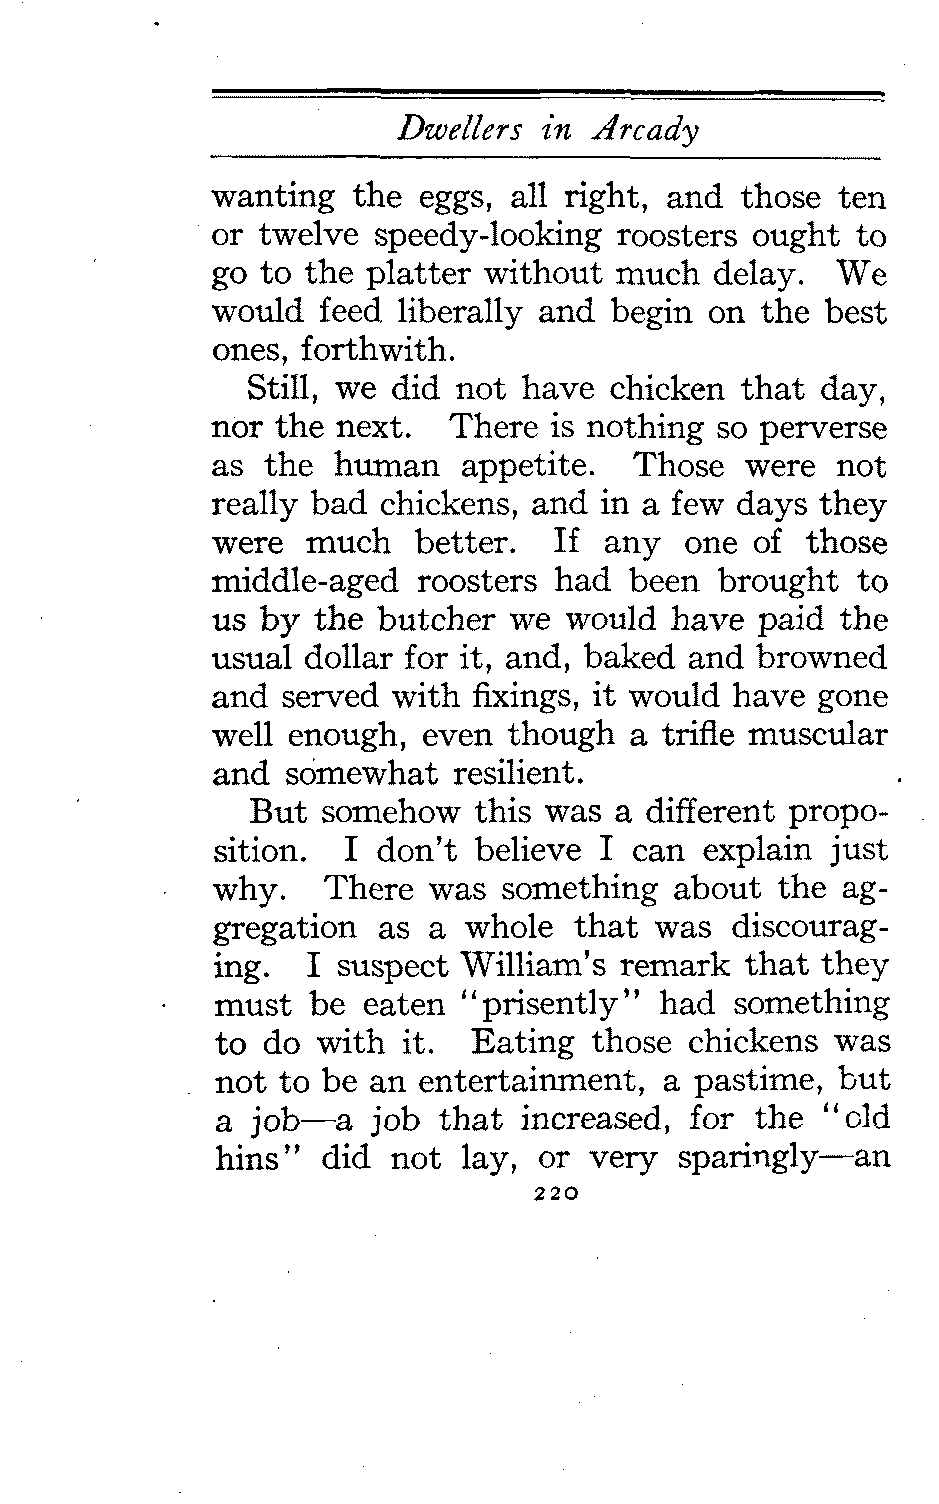 Dwellers in Arcady
wanting the eggs, all right, and those ten
or twelve speedy-looking roosters ought to
go to the platter without much delay. We
would feed liberally and begin on the best
ones, forthwith.
Still, we did not have chicken that day,
nor the next. There is nothing so perverse
as the human appetite. Those were not
really bad chickens, and in a few days they
were much better. If any one of those
middle-aged roosters had been brought to
us by the butcher we would have paid the
usual dollar for it, and, baked and browned
and served with fixings, it would have gone
well enough, even though a trifle muscular
and somewhat resilient.
But somehow this was a different propo-
sition. I don't believe I can explain just
why. There was something about the ag-
gregation as a whole that was discourag-
ing. I suspect William's remark that they
must be eaten "prisently" had something
to do with it. Eating those chickens was
not to be an entertainment, a pastime, but
a job—a job that increased, for the "old
hins" did not lay, or very sparingly—an
220